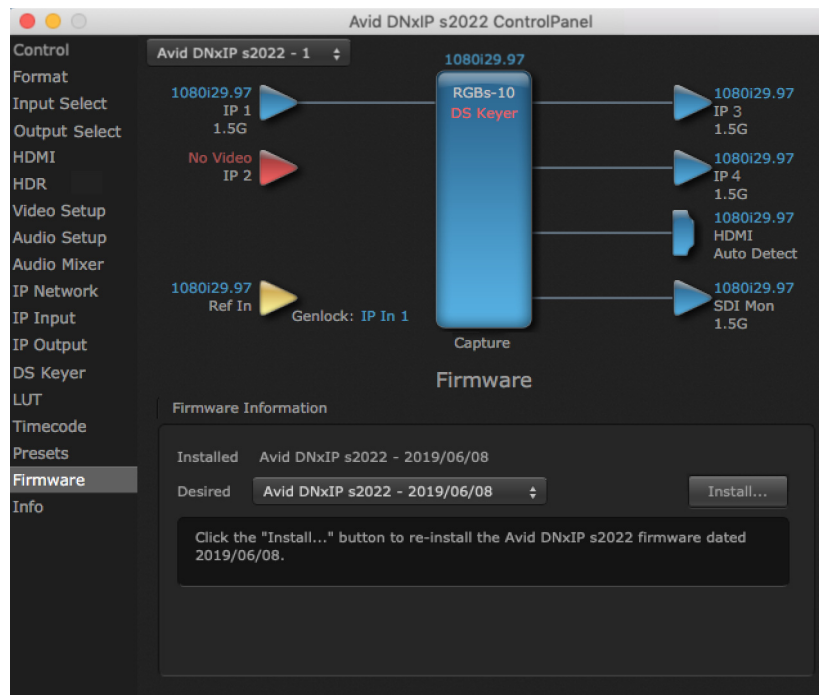 Avid DNxIP s2022 ControlPanel
Control
Format
Input Select
Output Select
HDMI
HDR
Video Setup
Audio Setup
Audio Mixer
IP Network
IP Input
IP Output
DS Keyer
LUT
Timecode
Presets
Firmware
Info
Avid DNxIP s2022 - 1
1080i29.97
RGBs-10
DS Keyer
1080i29.97
IP 1
1.5G
No Video
IP 2
1080i29.97
Ref In
Genlock: IP In 1
Capture
1080i29.97
IP 3
1.5G
1080i29.97
IP 4
1.5G
1080i29.97
HDMI
Auto Detect
1080i29.97
SDI Mon
1.5G
Firmware
Firmware Information
Installed Avid DNxIP s2022 - 2019/06/08
Desired Avid DNxIP s2022 - 2019/06/08 Install...
Click the "Install..." button to re-install the Avid DNxIP s2022 firmware dated
2019/06/08.